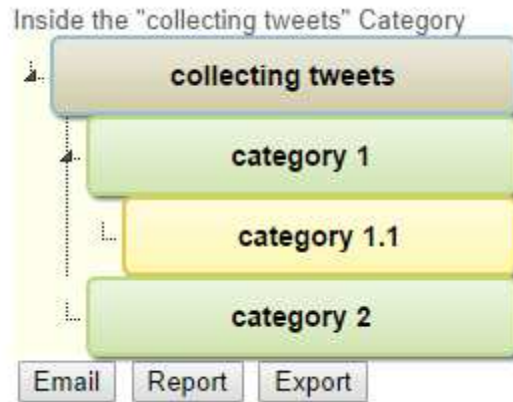 Inside the "collecting tweets" Category
collecting tweets
category 1
category 1.1
category 2
Email Report Export